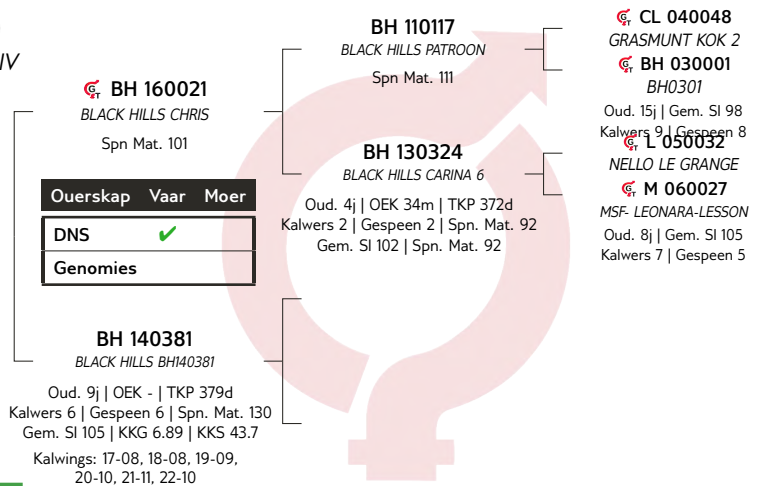 IV
BH 160021
BLACK HILLS CHRIS
Spn Mat. 101
Ouerskap Vaar Moer
DNS ✔
Genomies
BH 140381
BLACK HILLS BH140381
Oud. 9j | OEK - | TKP 379d
Kalwers 6 | Gespeen 6 | Spn. Mat. 130
Gem. SI 105 | KKG 6.89 | KKS 43.7
Kalwings: 17-08, 18-08, 19-09,
20-10, 21-11, 22-10
BH 110117
BLACK HILLS PATROON
Spn Mat. 111
BH 130324
BLACK HILLS CARINA 6
Oud. 4j | OEK 34m | TKP 372d
Kalwers 2 | Gespeen 2 | Spn. Mat. 92
Gem. SI 102 | Spn. Mat. 92
CL 040048
GRASMUNT KOK 2
BH 030001
BH0301
Oud. 15j | Gem. SI 98
Kalwers 9 | Gespeen 8
L 050032
NELLO LE GRANGE
M 060027
MSF- LEONARA-LESSON
Oud. 8j | Gem. SI 105
Kalwers 7 | Gespeen 5